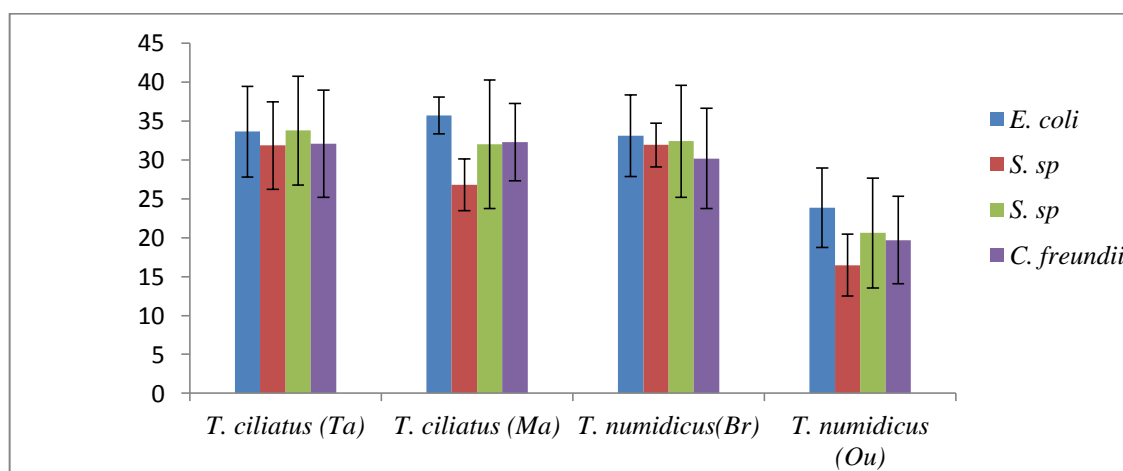 45
40
35
30
25
20
15
10
5
0
E. coli
S. sp
S. sp
C. freundii
T. ciliatus (Ta) T. ciliatus (Ma) T. numidicus(Br) T. numidicus
(Ou)